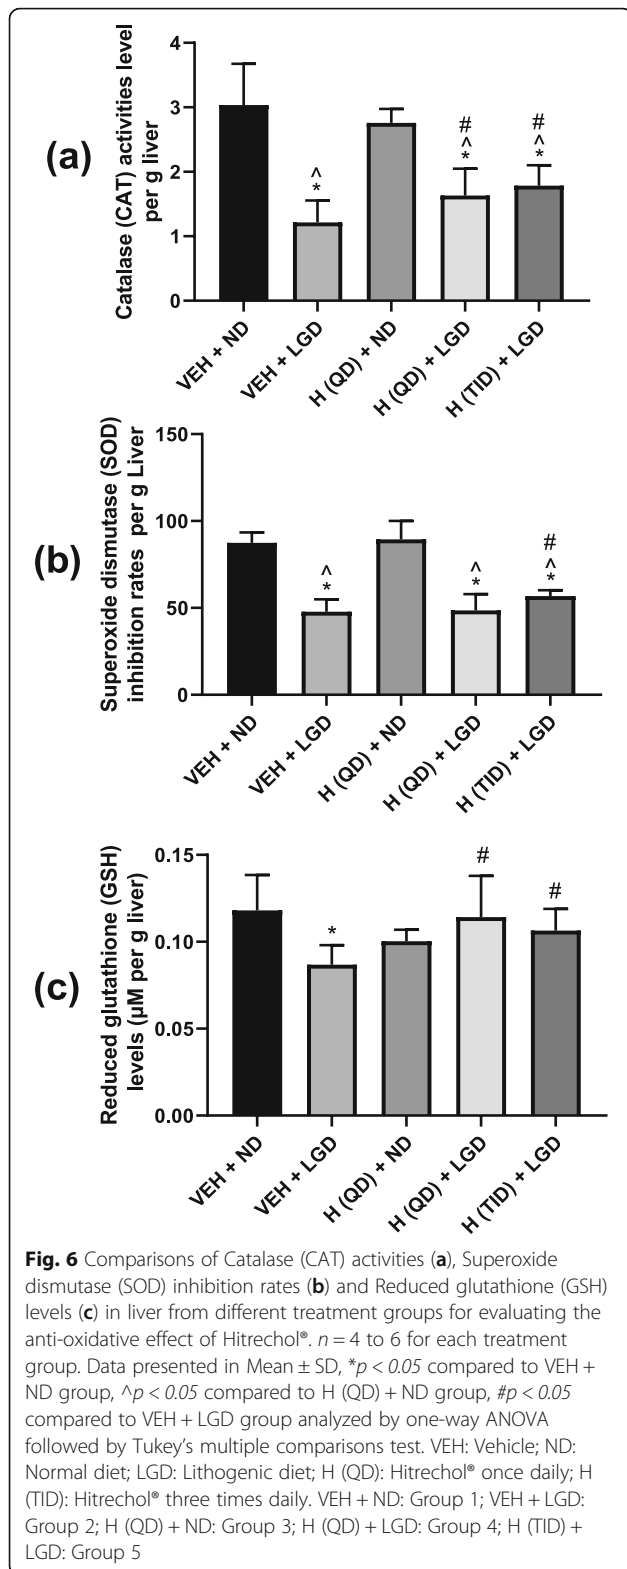 (a)
Catalase (CAT) activities level
per g liver
4
3
2
1
0
^
*
#
^
*
#
^
*
VEH + ND
VEH + LGD
H (QD) + ND
H (QD) + LGD
H (TID) + LGD
(b)
Superoxide dismutase (SOD)
inhibition rates per g Liver
150
100
50
0
^
*
^
*
#
^
*
VEH + ND
VEH + LGD
H (QD) + ND
H (QD) + LGD
H (TID) + LGD
(c)
Reduced glutathione (GSH)
levels (μM per g liver)
0.15
0.10
0.05
0.00
*
#
#
VEH + ND
VEH + LGD
H (QD) + ND
H (QD) + LGD
H (TID) + LGD
Fig. 6 Comparisons of Catalase (CAT) activities (a), Superoxide
dismutase (SOD) inhibition rates (b) and Reduced glutathione (GSH)
levels (c) in liver from different treatment groups for evaluating the
anti-oxidative effect of Hitrechol®. n = 4 to 6 for each treatment
group. Data presented in Mean ± SD, *p < 0.05 compared to VEH +
ND group, ^p < 0.05 compared to H (QD) + ND group, #p < 0.05
compared to VEH + LGD group analyzed by one-way ANOVA
followed by Tukey's multiple comparisons test. VEH: Vehicle; ND:
Normal diet; LGD: Lithogenic diet; H (QD): Hitrechol® once daily; H
(TID): Hitrechol® three times daily. VEH + ND: Group 1; VEH + LGD:
Group 2; H (QD) + ND: Group 3; H (QD) + LGD: Group 4; H (TID) +
LGD: Group 5